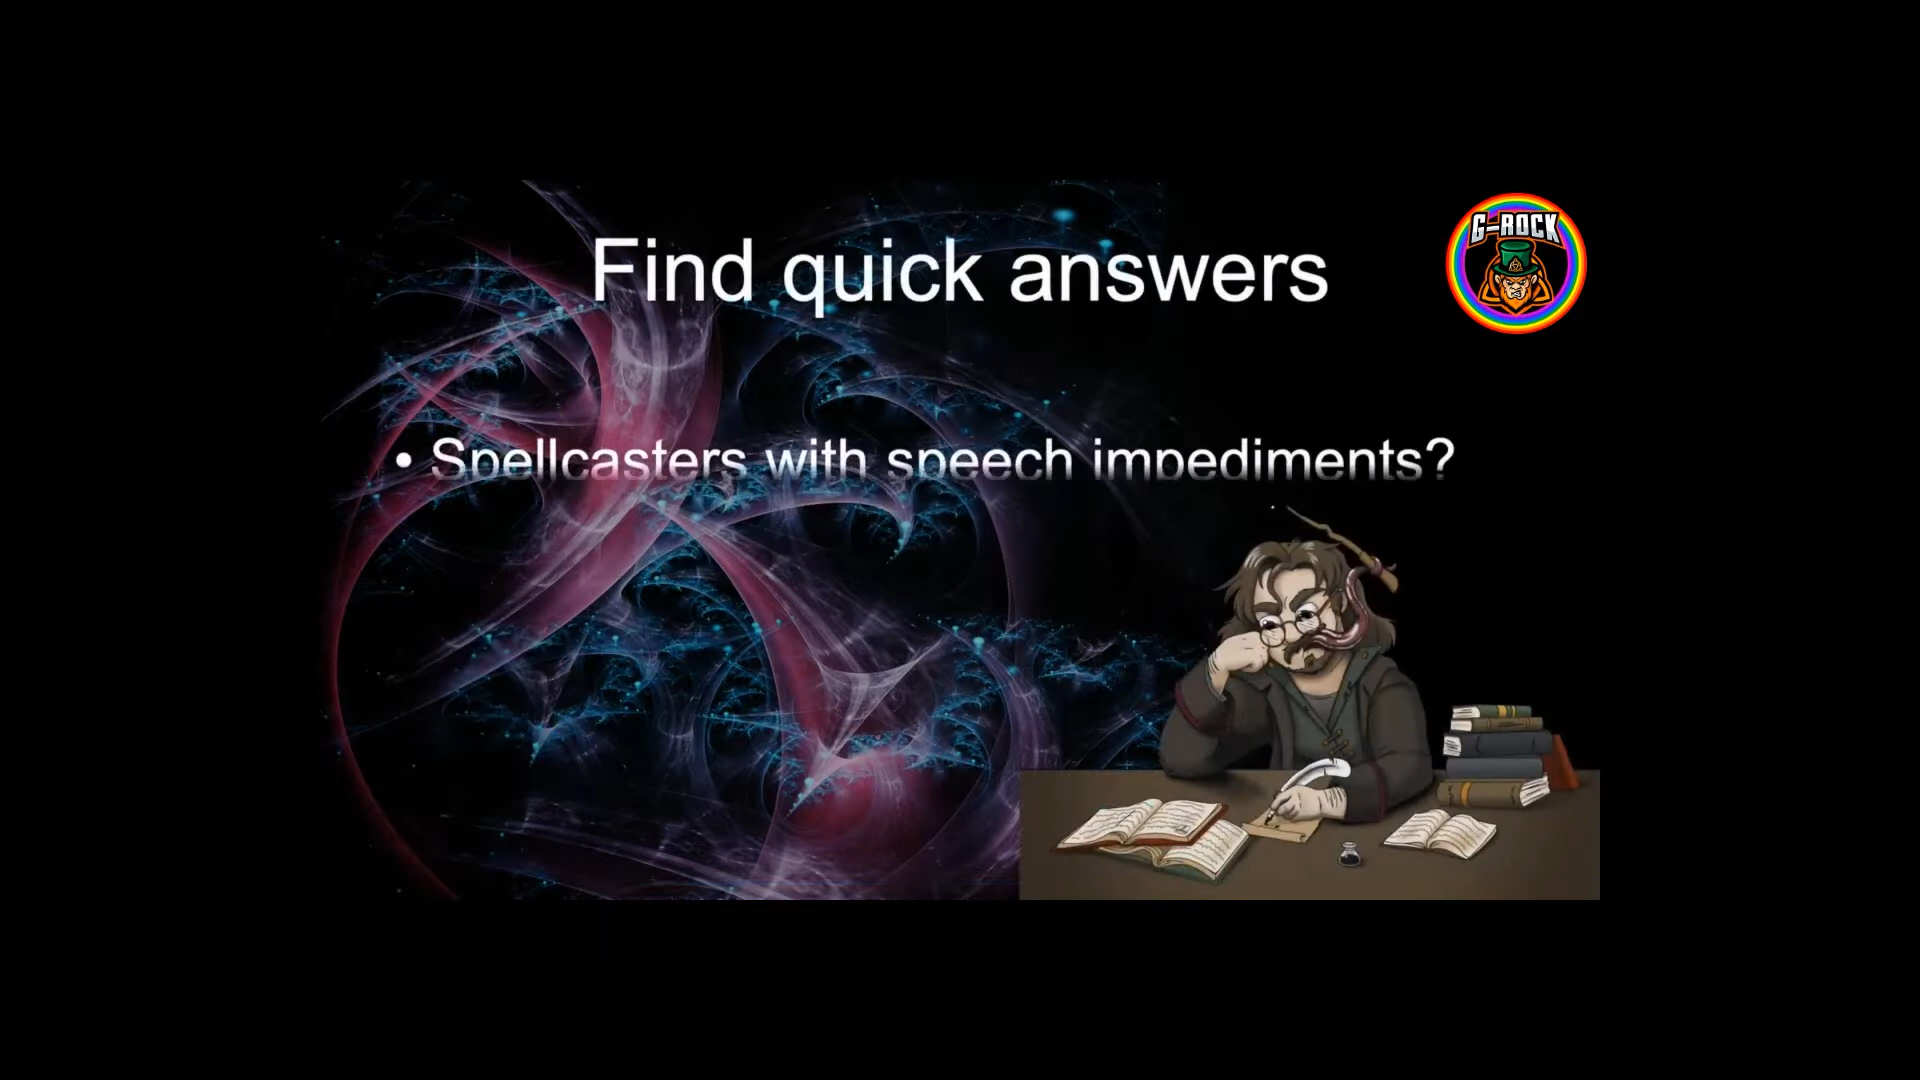 Find quick answers
G-ROCK
• Spellcasters with speech impediments?